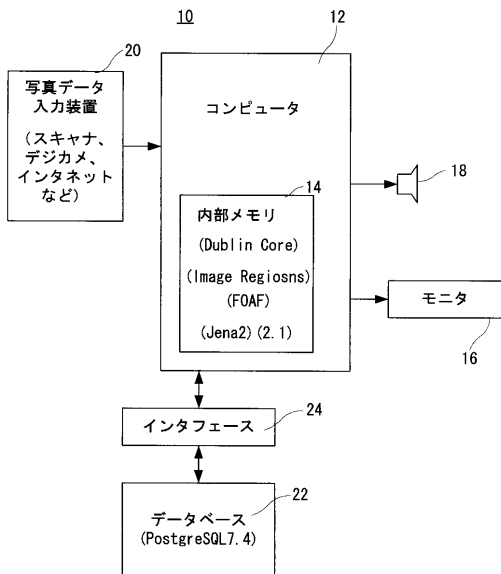 10
20
12
写真データ
入力装置
(スキャナ、
デジカメ、
インタネット
など)
コンピュータ
14
内部メモリ
(Dublin Core)
(Image Regiosns)
(FOAF)
(Jena2)(2.1)
18
モニタ
16
24
インタフェース
22
データベース
(PostgreSQL7.4)